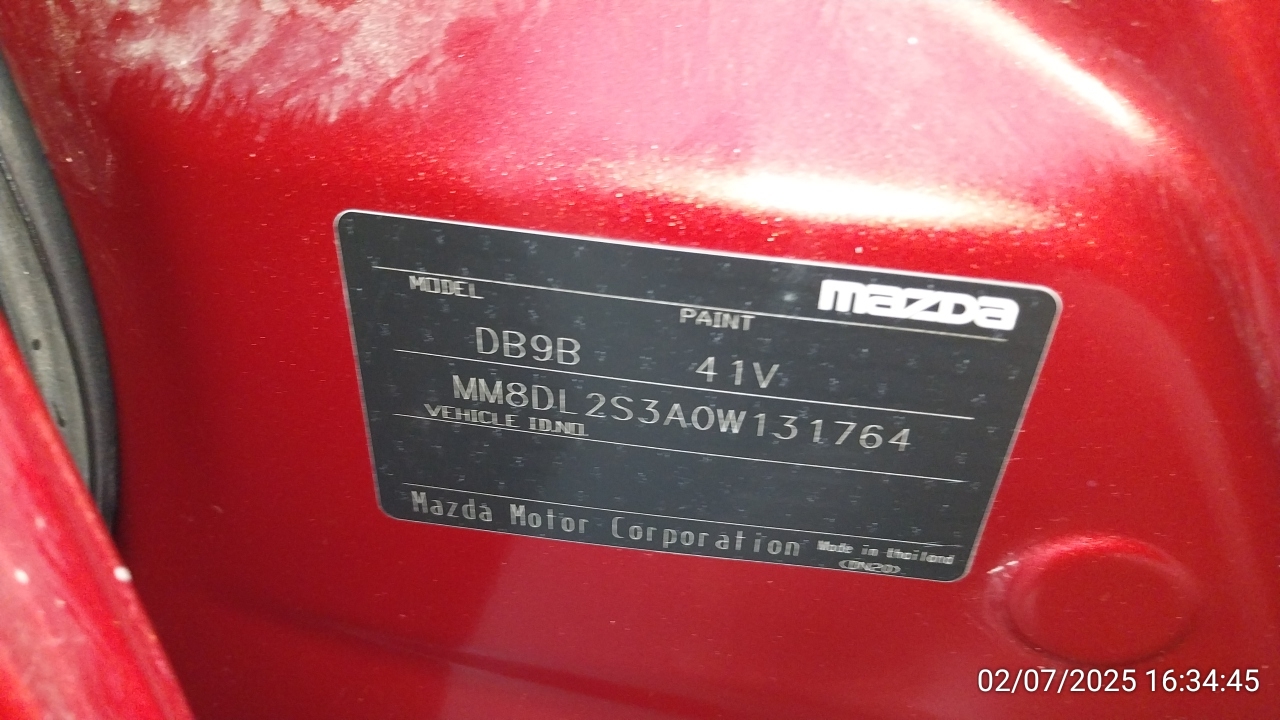 mazda
MODEL PAINT
DB9B 41V
MM8DL2S3A0W131764
VEHICLE ID.NO.
Mazda Motor Corporation Made in thailand
(DN20)
02/07/2025 16:34:45